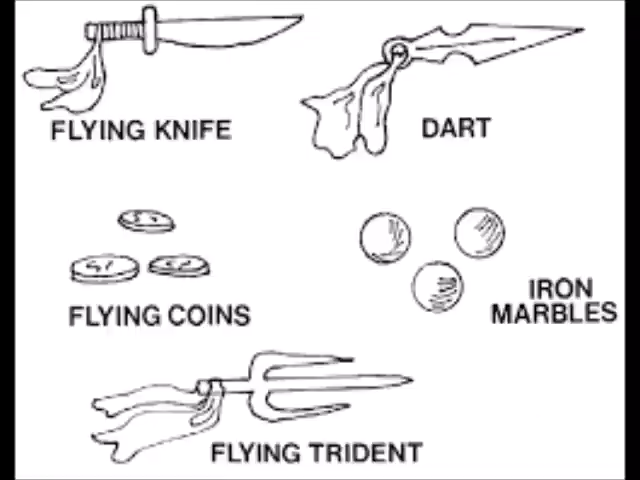 FLYING KNIFE
DART
FLYING COINS
IRON
MARBLES
FLYING TRIDENT